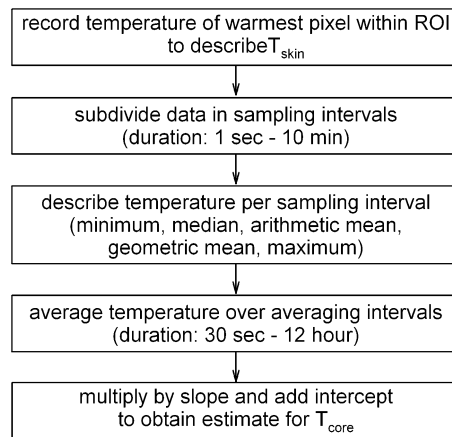 record temperature of warmest pixel within ROI
to describeT_skin
subdivide data in sampling intervals
(duration: 1 sec - 10 min)
describe temperature per sampling interval
(minimum, median, arithmetic mean,
geometric mean, maximum)
average temperature over averaging intervals
(duration: 30 sec - 12 hour)
multiply by slope and add intercept
to obtain estimate for T_core